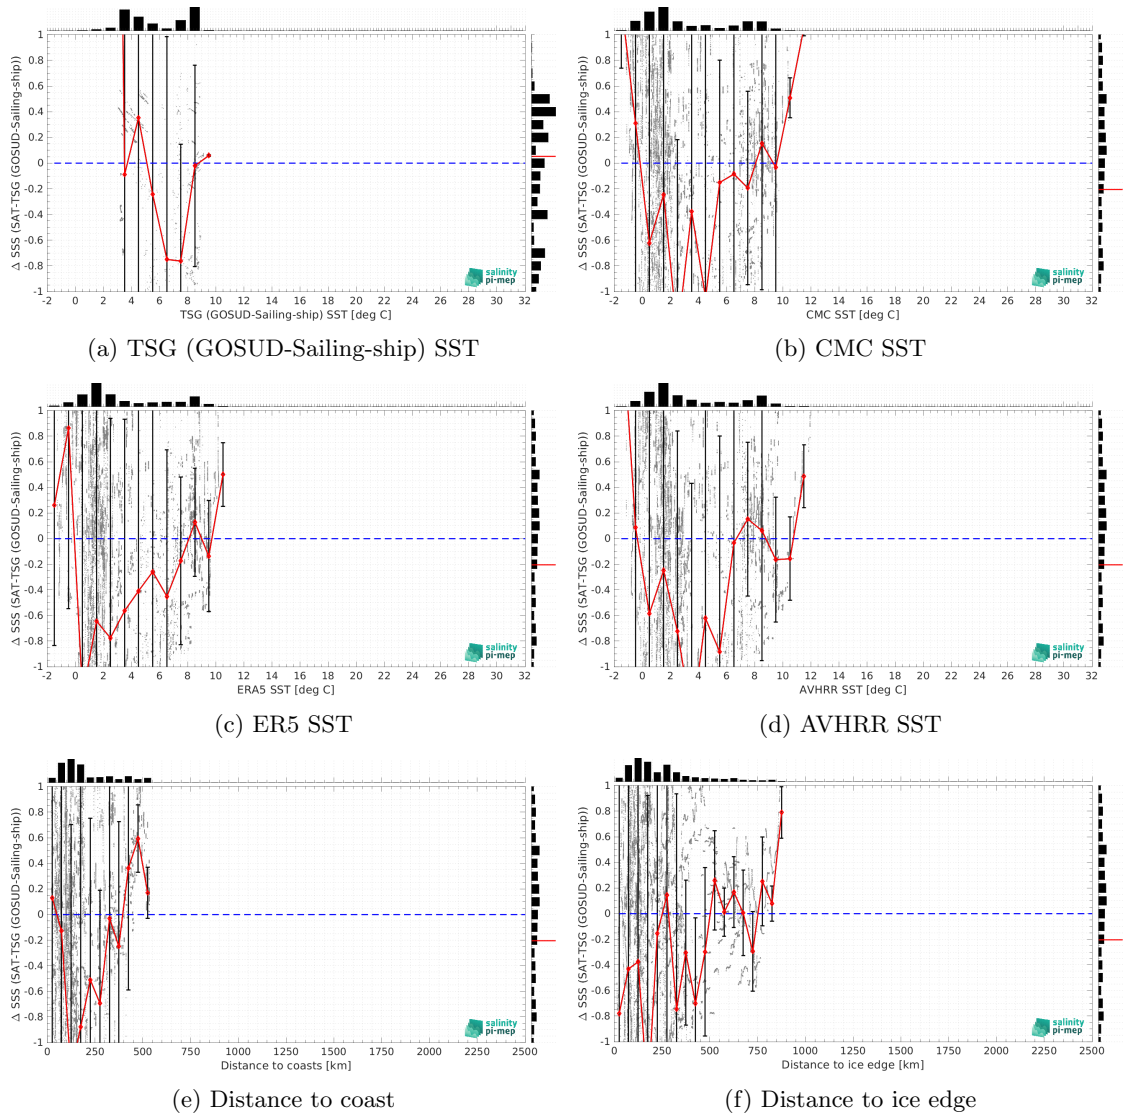 1
0.8
0.6
0.4
0.2
0
-0.2
-0.4
-0.6
-0.8
-1
Δ SSS (SAT-TSG (GOSUD-Sailing-ship))
-2 0 2 4 6 8 10 12 14 16 18 20 22 24 26 28 30 32
TSG (GOSUD-Sailing-ship) SST [deg C]
salinity
pi-mep
(a) TSG (GOSUD-Sailing-ship) SST
1
0.8
0.6
0.4
0.2
0
-0.2
-0.4
-0.6
-0.8
-1
Δ SSS (SAT-TSG (GOSUD-Sailing-ship))
-2 0 2 4 6 8 10 12 14 16 18 20 22 24 26 28 30 32
CMC SST [deg C]
salinity
pi-mep
(b) CMC SST
1
0.8
0.6
0.4
0.2
0
-0.2
-0.4
-0.6
-0.8
-1
Δ SSS (SAT-TSG (GOSUD-Sailing-ship))
-2 0 2 4 6 8 10 12 14 16 18 20 22 24 26 28 30 32
ERA5 SST [deg C]
salinity
pi-mep
(c) ER5 SST
1
0.8
0.6
0.4
0.2
0
-0.2
-0.4
-0.6
-0.8
-1
Δ SSS (SAT-TSG (GOSUD-Sailing-ship))
-2 0 2 4 6 8 10 12 14 16 18 20 22 24 26 28 30 32
AVHRR SST [deg C]
salinity
pi-mep
(d) AVHRR SST
1
0.8
0.6
0.4
0.2
0
-0.2
-0.4
-0.6
-0.8
-1
Δ SSS (SAT-TSG (GOSUD-Sailing-ship))
0 250 500 750 1000 1250 1500 1750 2000 2250 2500
Distance to coasts [km]
salinity
pi-mep
(e) Distance to coast
1
0.8
0.6
0.4
0.2
0
-0.2
-0.4
-0.6
-0.8
-1
Δ SSS (SAT-TSG (GOSUD-Sailing-ship))
0 250 500 750 1000 1250 1500 1750 2000 2250 2500
Distance to ice edge [km]
salinity
pi-mep
(f) Distance to ice edge